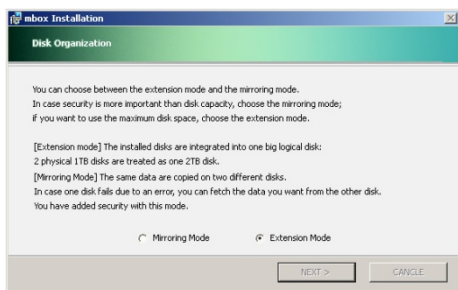 mbox Installation
Disk Organization
You can choose between the extension mode and the mirroring mode.
In case security is more important than disk capacity, choose the mirroring mode;
if you want to use the maximum disk space, choose the extension mode.
[Extension mode] The installed disks are integrated into one big logical disk:
2 physical 1TB disks are treated as one 2TB disk.
[Mirroring Mode] The same data are copied on two different disks.
In case one disk fails due to an error, you can fetch the data you want from the other disk.
You have added security with this mode.
Mirroring Mode Extension Mode
NEXT > CANCLE